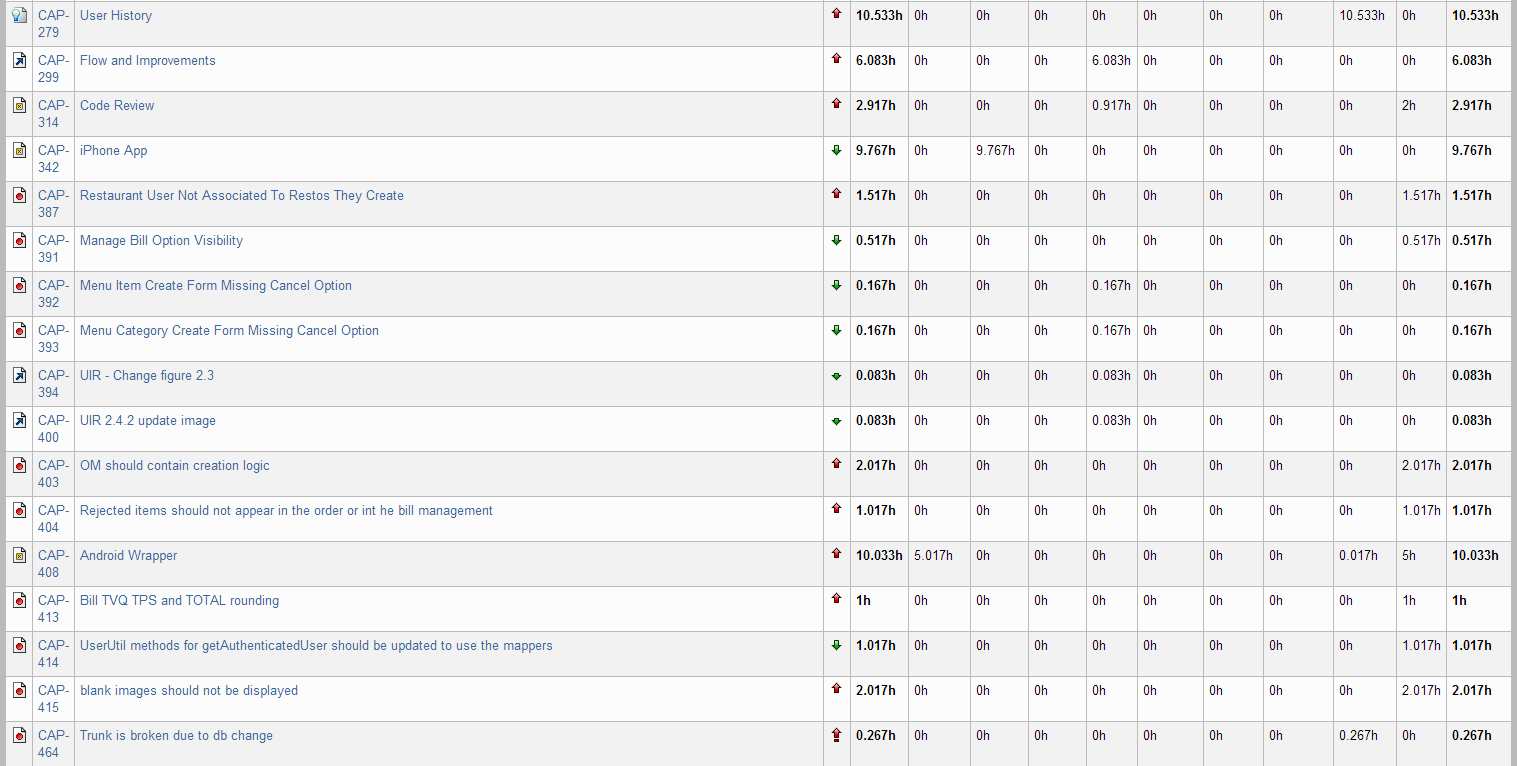 CAP-279 User History 10.533h 0h 0h 0h 0h 0h 0h 0h 10.533h 0h 10.533h
CAP-299 Flow and Improvements 6.083h 0h 0h 0h 6.083h 0h 0h 0h 0h 0h 6.083h
CAP-314 Code Review 2.917h 0h 0h 0h 0.917h 0h 0h 0h 0h 2h 2.917h
CAP-342 iPhone App 9.767h 0h 9.767h 0h 0h 0h 0h 0h 0h 0h 9.767h
CAP-387 Restaurant User Not Associated To Restos They Create 1.517h 0h 0h 0h 0h 0h 0h 0h 0h 1.517h 1.517h
CAP-391 Manage Bill Option Visibility 0.517h 0h 0h 0h 0h 0h 0h 0h 0h 0.517h 0.517h
CAP-392 Menu Item Create Form Missing Cancel Option 0.167h 0h 0h 0h 0.167h 0h 0h 0h 0h 0h 0.167h
CAP-393 Menu Category Create Form Missing Cancel Option 0.167h 0h 0h 0h 0.167h 0h 0h 0h 0h 0h 0.167h
CAP-394 UIR - Change figure 2.3 0.083h 0h 0h 0h 0.083h 0h 0h 0h 0h 0h 0.083h
CAP-400 UIR 2.4.2 update image 0.083h 0h 0h 0h 0.083h 0h 0h 0h 0h 0h 0.083h
CAP-403 OM should contain creation logic 2.017h 0h 0h 0h 0h 0h 0h 0h 0h 2.017h 2.017h
CAP-404 Rejected items should not appear in the order or int he bill management 1.017h 0h 0h 0h 0h 0h 0h 0h 0h 1.017h 1.017h
CAP-408 Android Wrapper 10.033h 5.017h 0h 0h 0h 0h 0h 0h 0.017h 5h 10.033h
CAP-413 Bill TVQ TPS and TOTAL rounding 1h 0h 0h 0h 0h 0h 0h 0h 0h 1h 1h
CAP-414 UserUtil methods for getAuthenticatedUser should be updated to use the mappers 1.017h 0h 0h 0h 0h 0h 0h 0h 0h 1.017h 1.017h
CAP-415 blank images should not be displayed 2.017h 0h 0h 0h 0h 0h 0h 0h 0h 2.017h 2.017h
CAP-464 Trunk is broken due to db change 0.267h 0h 0h 0h 0h 0h 0h 0h 0.267h 0h 0.267h